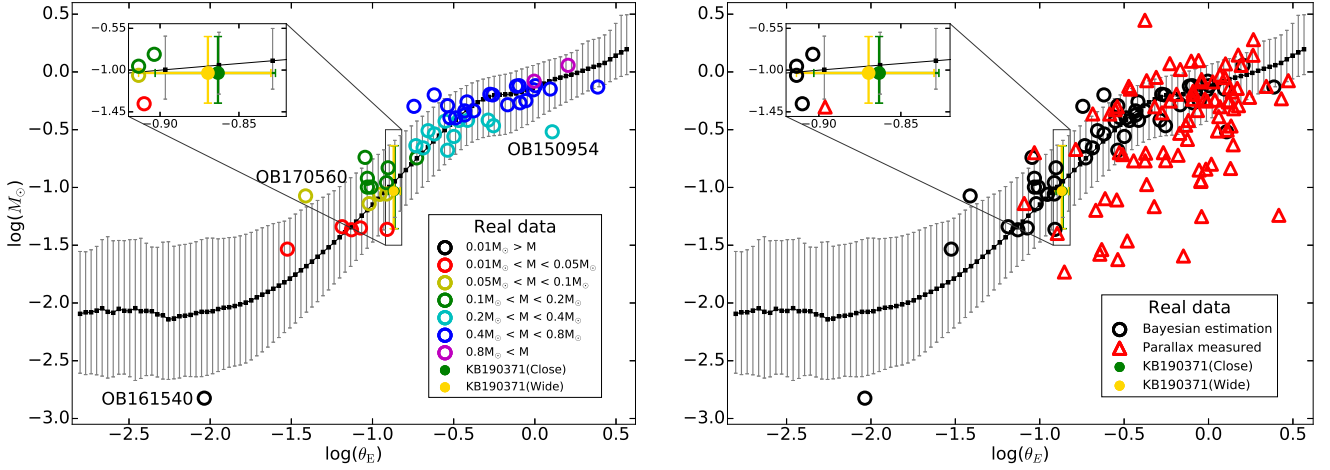 0.5
0.0
−0.5
−1.0
−1.5
−2.0
−2.5
−3.0
log(M⊙)
−0.55
−1.00
−1.45
−0.90
−0.85
OB150954
OB170560
OB161540
Real data
0.01M⊙ > M
0.01M⊙ < M < 0.05M⊙
0.05M⊙ < M < 0.1M⊙
0.1M⊙ < M < 0.2M⊙
0.2M⊙ < M < 0.4M⊙
0.4M⊙ < M < 0.8M⊙
0.8M⊙ < M
KB190371(Close)
KB190371(Wide)
−2.5 −2.0 −1.5 −1.0 −0.5 0.0 0.5
log(θE)
0.5
0.0
−0.5
−1.0
−1.5
−2.0
−2.5
−3.0
−0.55
−1.00
−1.45
−0.90
−0.85
Real data
Bayesian estimation
Parallax measured
KB190371(Close)
KB190371(Wide)
−2.5 −2.0 −1.5 −1.0 −0.5 0.0 0.5
log(θE)